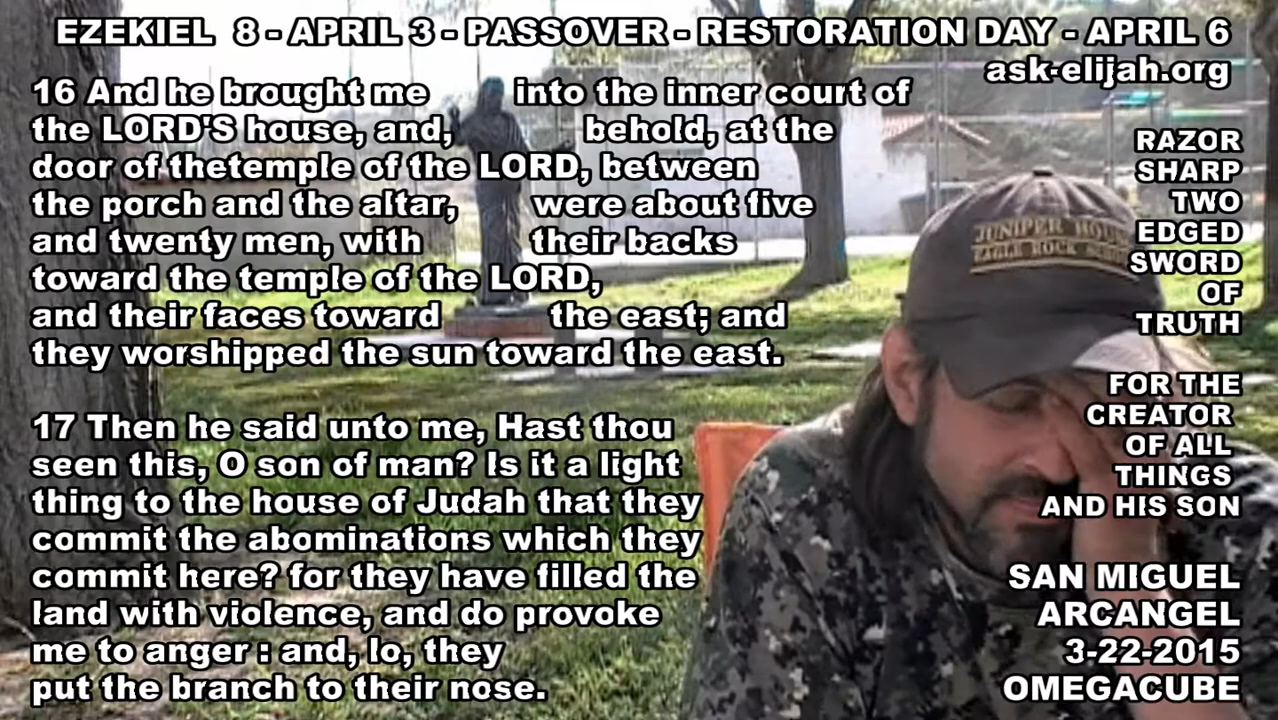 EZEKIEL 8 - APRIL 3 - PASSOVER - RESTORATION DAY - APRIL 6
ask-elijah.org
16 And he brought me into the inner court of
the LORD'S house, and, behold, at the
door of thetemple of the LORD, between
the porch and the altar, were about five
and twenty men, with their backs
toward the temple of the LORD,
and their faces toward the east; and
they worshipped the sun toward the east.
17 Then he said unto me, Hast thou
seen this, O son of man? Is it a light
thing to the house of Judah that they
commit the abominations which they
commit here? for they have filled the
land with violence, and do provoke
me to anger : and, lo, they
put the branch to their nose.
RAZOR
SHARP
TWO
EDGED
SWORD
OF
TRUTH
FOR THE
CREATOR
OF ALL
THINGS
AND HIS SON
SAN MIGUEL
ARCANGEL
3-22-2015
OMEGACUBE
JUNIPER HOU
EAGLE ROCK